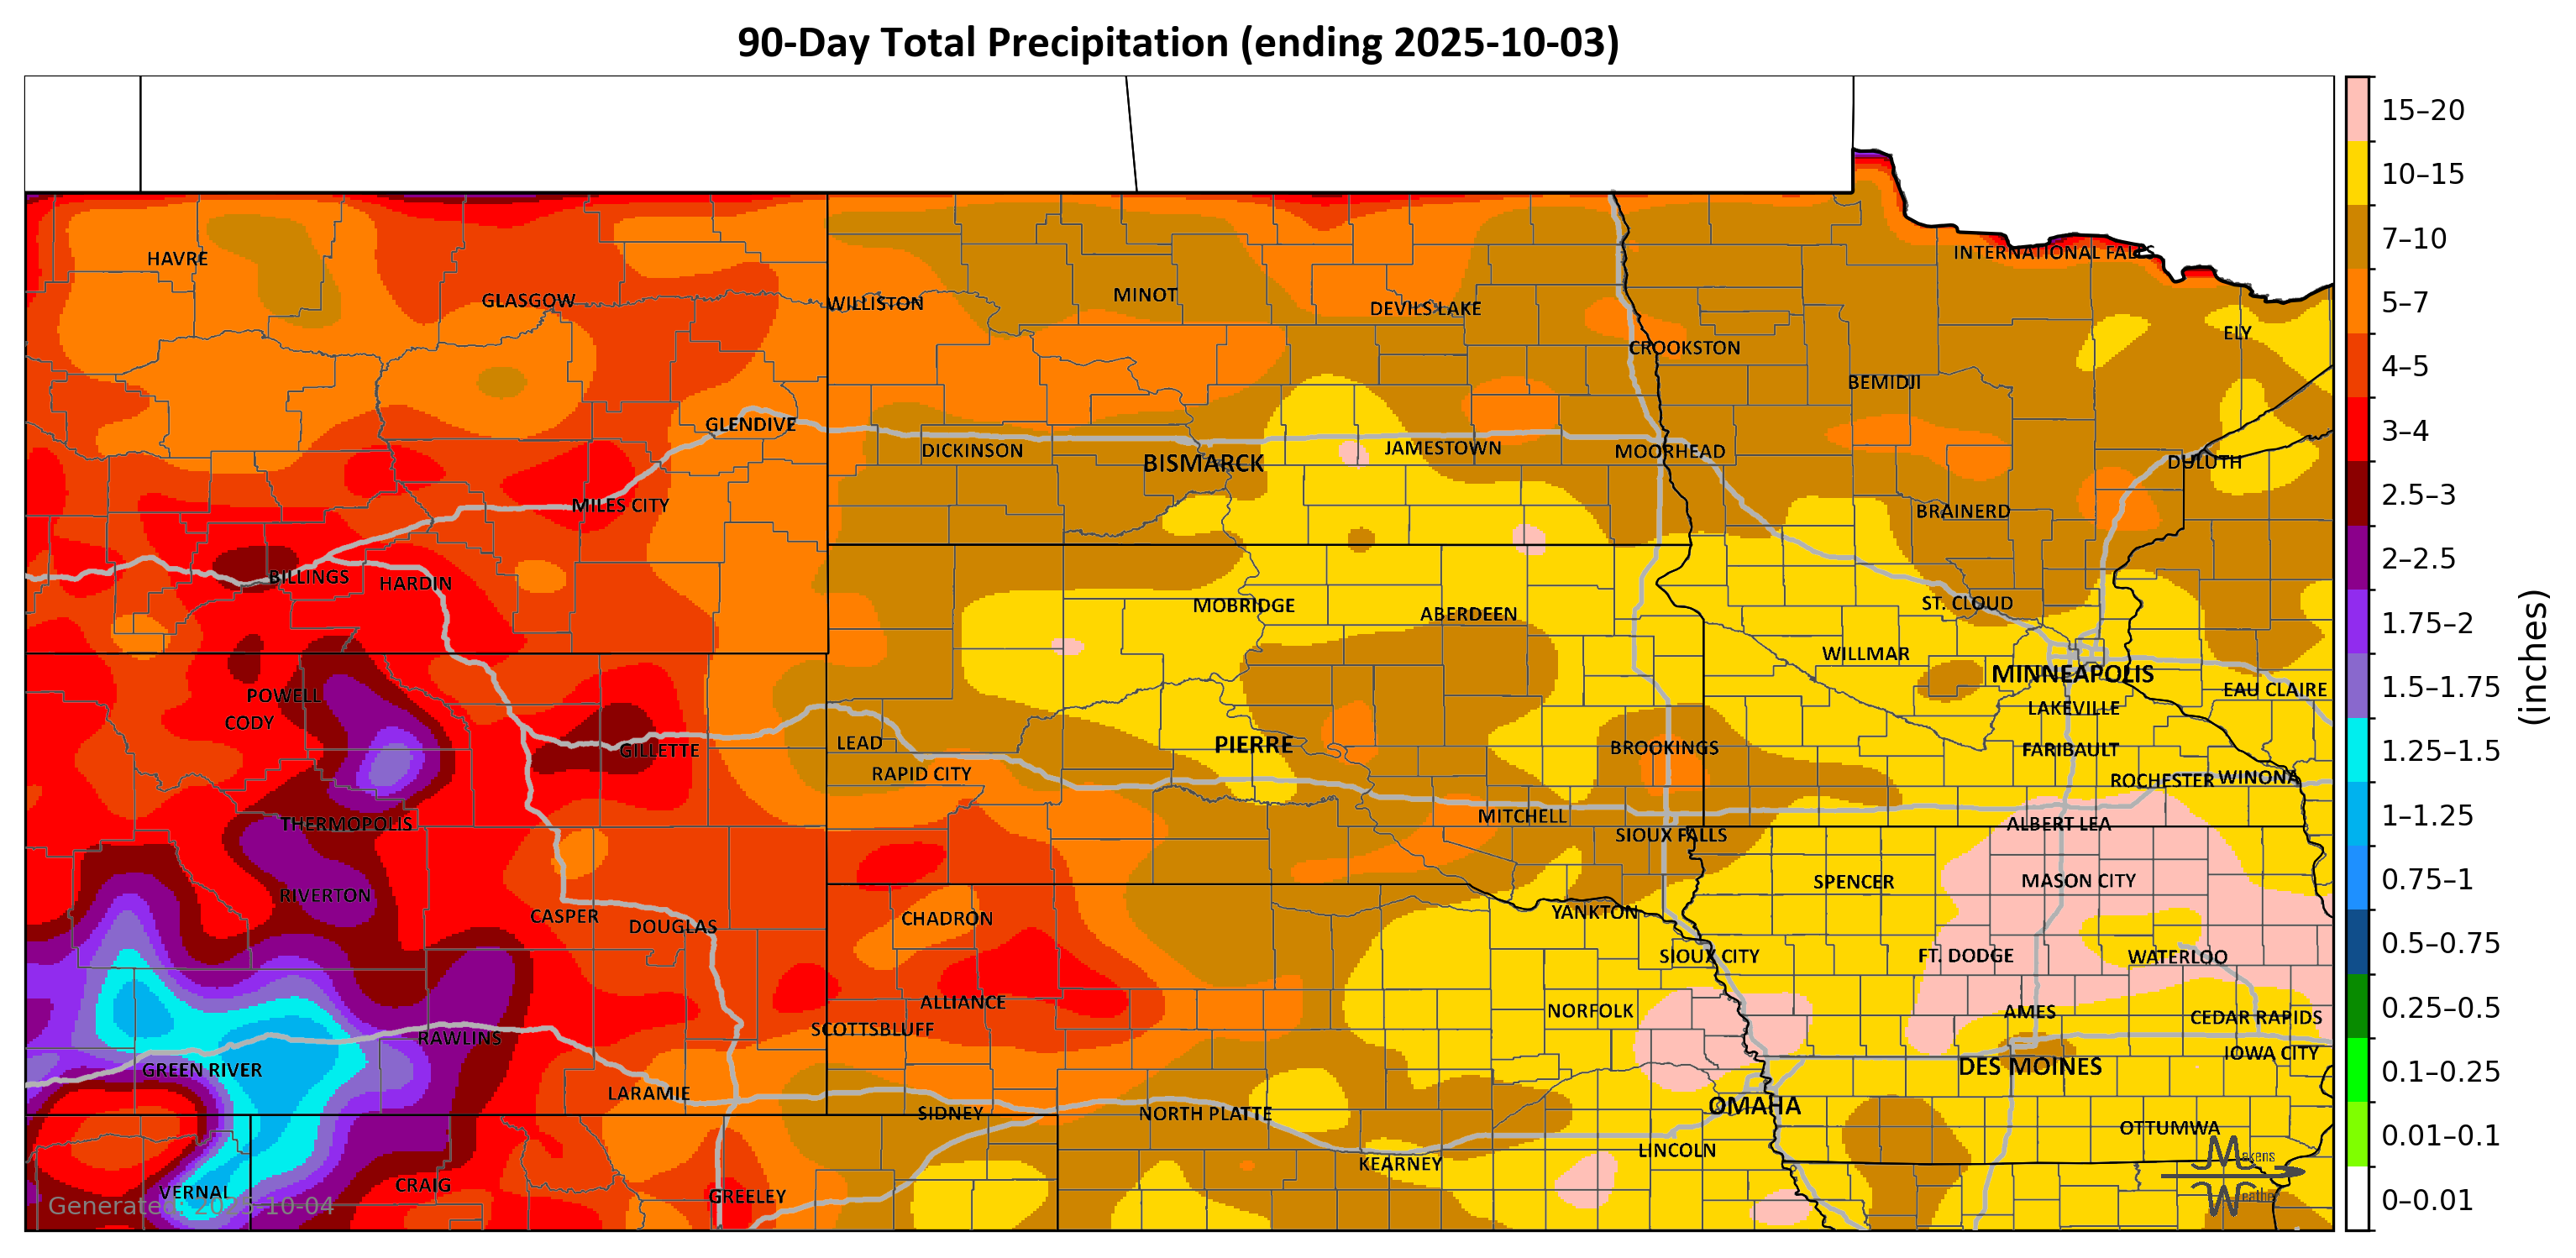 90-Day Total Precipitation (ending 2025-10-03)
15–20
10–15
7–10
5–7
4–5
3–4
2.5–3
2–2.5
1.75–2
1.5–1.75
1.25–1.5
1–1.25
0.75–1
0.5–0.75
0.25–0.5
0.1–0.25
0.01–0.1
0–0.01
(inches)
HAVRE
INTERNATIONAL FALLS
GLASGOW
WILLISTON
MINOT
DEVILS LAKE
ELY
CROOKSTON
BEMIDJI
GLENDIVE
DICKINSON
BISMARCK
JAMESTOWN
MOORHEAD
DULUTH
MILES CITY
BRAINERD
BILLINGS
HARDIN
MOBRIDGE
ABERDEEN
ST. CLOUD
WILLMAR
MINNEAPOLIS
POWELL
EAU CLAIRE
CODY
LAKEVILLE
GILLETTE
LEAD
PIERRE
BROOKINGS
FARIBAULT
RAPID CITY
ROCHESTER
WINONA
THERMOPOLIS
MITCHELL
SIOUX FALLS
ALBERT LEA
RIVERTON
SPENCER
MASON CITY
CASPER
DOUGLAS
CHADRON
YANKTON
SIOUX CITY
FT. DODGE
WATERLOO
ALLIANCE
NORFOLK
AMES
SCOTTSBLUFF
CEDAR RAPIDS
RAWLINS
IOWA CITY
GREEN RIVER
DES MOINES
LARAMIE
OMAHA
SIDNEY
NORTH PLATTE
OTTUMWA
LINCOLN
KEARNEY
Makens
Weather
VERNAL
CRAIG
GREELEY
Generated: 2025-10-04